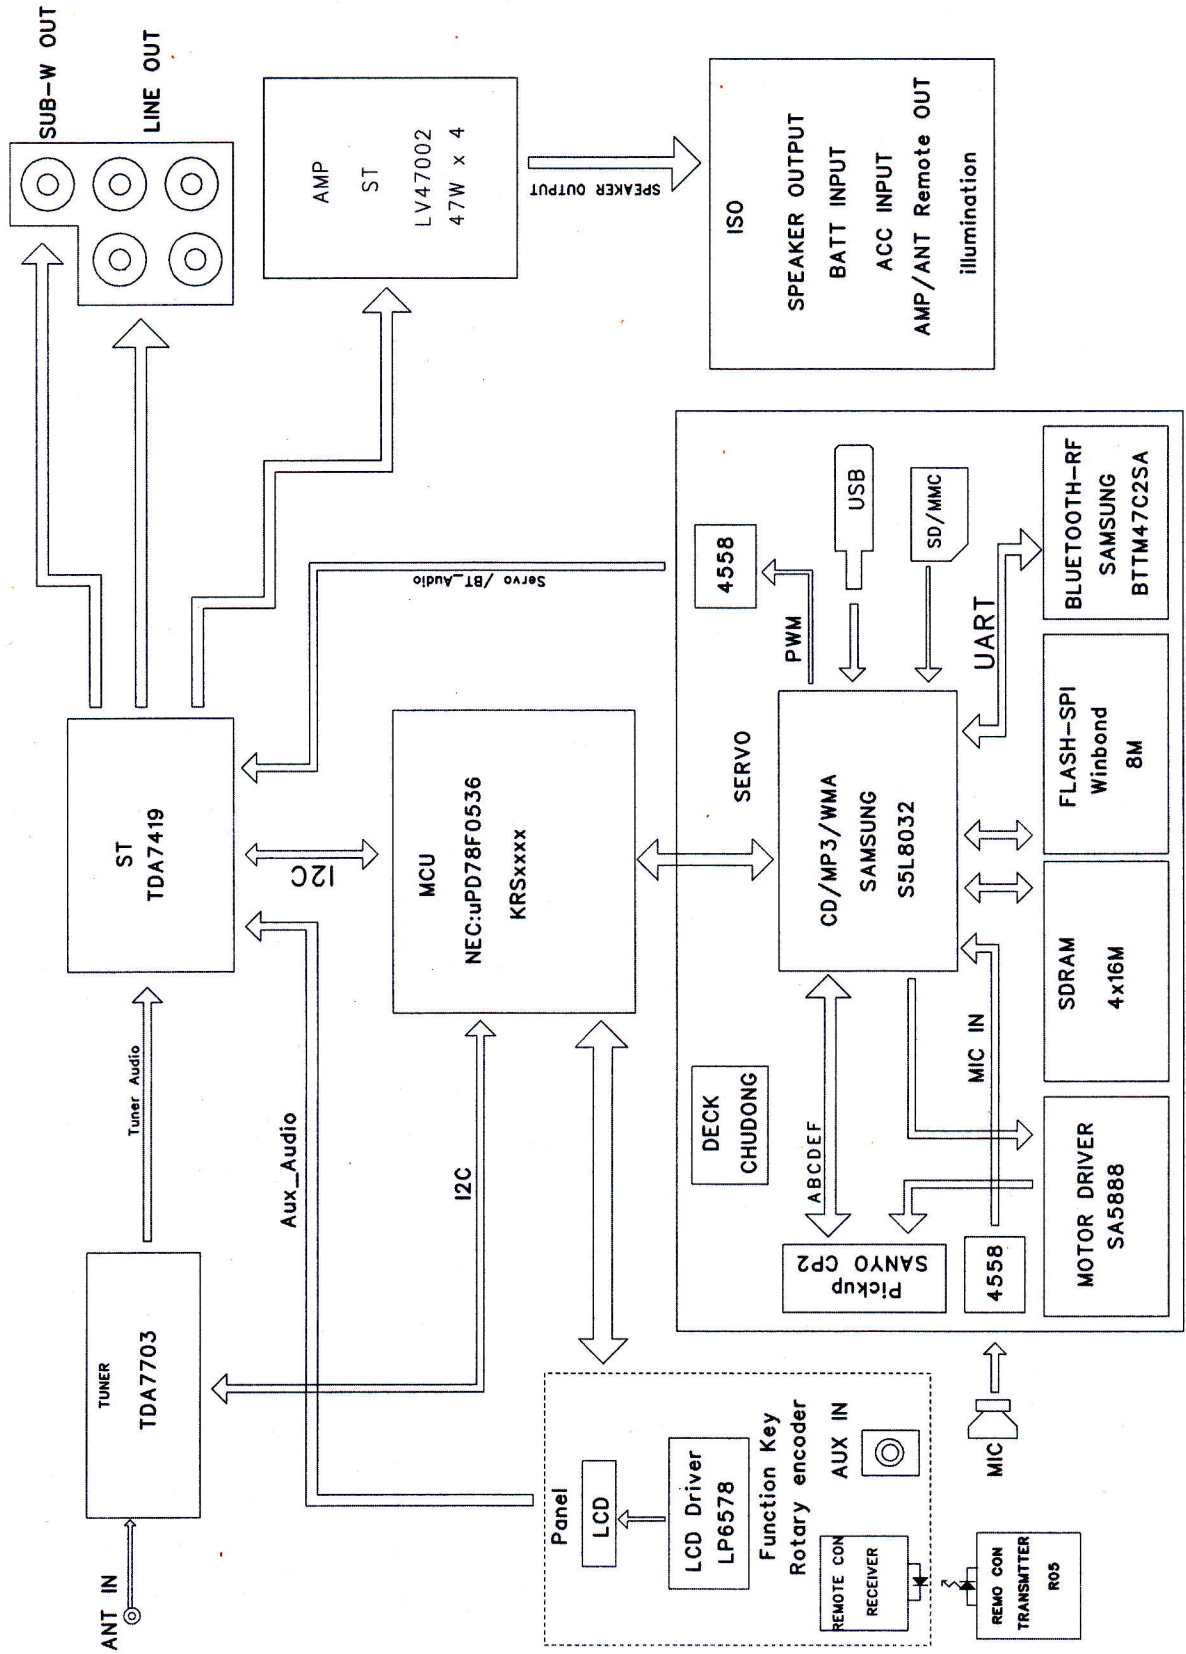 ANT IN
TUNER
TDA7703
Tuner Audio
ST
TDA7419
SUB-W OUT
LINE OUT
AMP
ST
LV47002
47W x 4
SPEAKER OUTPUT
Aux_Audio
I2C
I2C
Servo /BT_Audio
MCU
NEC:uPD78F0536
KRSxxxx
ISO
SPEAKER OUTPUT
BATT INPUT
ACC INPUT
AMP/ANT Remote OUT
illumination
Panel
LCD
LCD Driver
LP6578
Function Key
Rotary encoder
AUX IN
REMOTE CON
RECEIVER
REMO CON
TRANSMTTER
R05
MIC
DECK
CHUDONG
SERVO
4558
PWM
USB
SD/MMC
ABCDEF
Pickup
SANYO CP2
CD/MP3/WMA
SAMSUNG
S5L8032
4558
MIC IN
UART
MOTOR DRIVER
SA5888
SDRAM
4x16M
FLASH-SPI
Winbond
8M
BLUETOOTH-RF
SAMSUNG
BTTM47C2SA